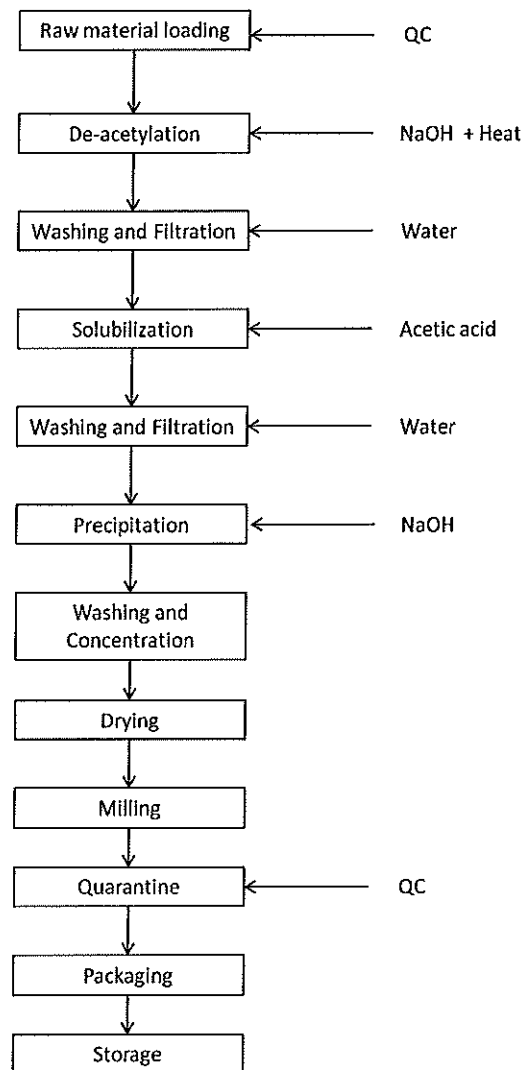 Raw material loading
QC
De-acetylation
NaOH + Heat
Washing and Filtration
Water
Solubilization
Acetic acid
Washing and Filtration
Water
Precipitation
NaOH
Washing and
Concentration
Drying
Milling
Quarantine
QC
Packaging
Storage